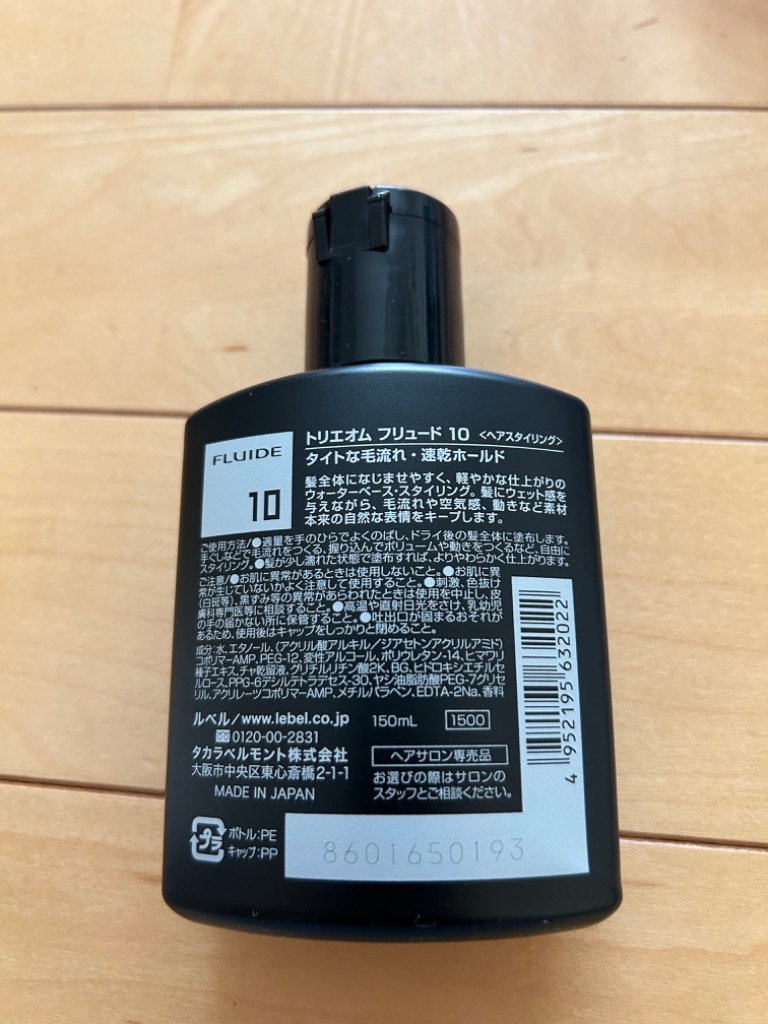 FLUIDE
10
トリエオム フリュード 10 <ヘアスタイリング>
タイトな毛流れ・速乾ホールド
髪全体になじませやすく、軽やかな仕上がりの
ウォーターベース・スタイリング。髪にウェット感を
与えながら、毛流れや空気感、動きなど素材
本来の自然な表情をキープします。
ご使用方法/●適量を手のひらでよくのばし、ドライ後の髪全体に塗布します。
手ぐしなどで毛流れをつくる、握り込んでボリュームや動きをつくるなど、自由に
スタイリング。●髪が少し濡れた状態で塗布すれば、よりやわらかく仕上がります。
ご注意/●お肌に異常があるときは使用しないこと。●お肌に異
常が生じていないかよく注意して使用すること。●刺激、色抜け
(白斑等)、黒ずみ等の異常があらわれたときは使用を中止し、皮
膚科専門医等に相談すること。●高温や直射日光をさけ、乳幼児
の手の届かない所に保管すること。●吐出口が固まるおそれが
あるため、使用後はキャップをしっかりと閉めること。
成分:水、エタノール、(アクリル酸アルキル/ジアセトンアクリルアミド)
コポリマーAMP、PEG-12、変性アルコール、ポリウレタン-14、ヒマワリ
種子エキス、チャ乾留液、グリチルリチン酸2K、BG、ヒドロキシエチルセ
ルロース、PPG-6デシルテトラデセス-30、ヤシ油脂肪酸PEG-7グリセ
リル、アクリレーツコポリマーAMP、メチルパラベン、EDTA-2Na、香料
ルベル/www.lebel.co.jp 150mL 1500
0120-00-2831
タカラベルモント株式会社 ヘアサロン専売品
大阪市中央区東心斎橋2-1-1 お選びの際はサロンの
MADE IN JAPAN スタッフとご相談ください。
プラ ボトル:PE
キャップ:PP
8601650193
4 952195 632022